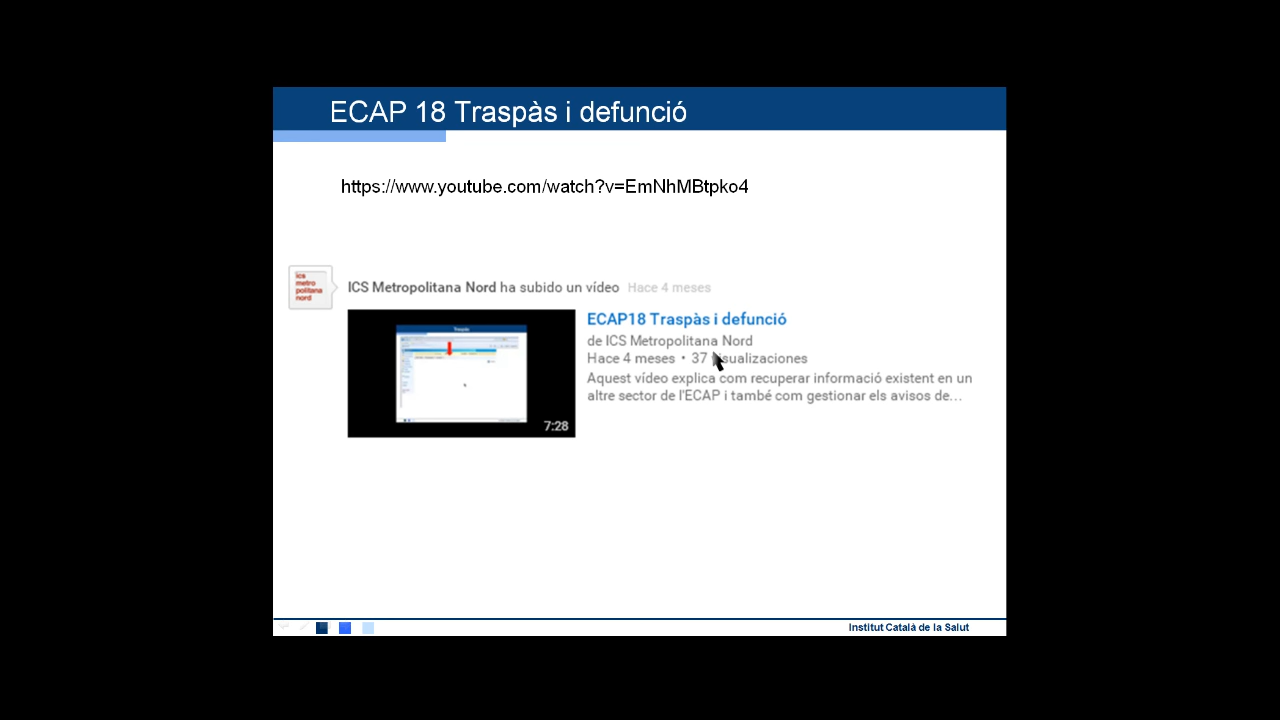 ECAP 18 Traspàs i defunció
https://www.youtube.com/watch?v=EmNhMBtpko4
ics
metro
politana
nord
ICS Metropolitana Nord ha subido un vídeo Hace 4 meses
ECAP18 Traspàs i defunció
de ICS Metropolitana Nord
Hace 4 meses • 37 visualizaciones
Aquest vídeo explica com recuperar informació existent en un
altre sector de l'ECAP i també com gestionar els avisos de...
7:28
Institut Català de la Salut